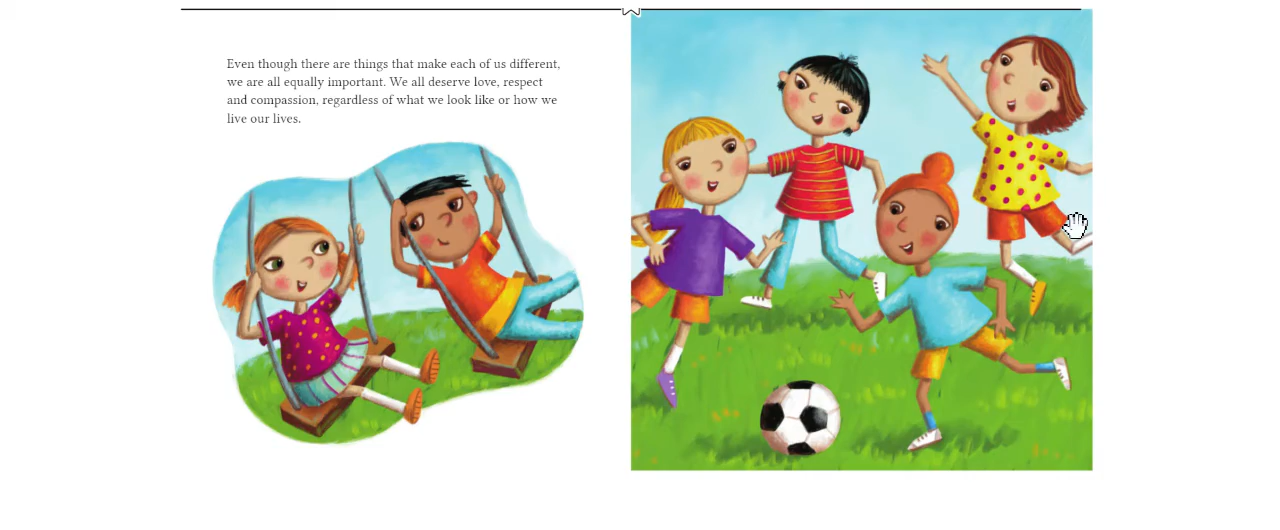 Even though there are things that make each of us different,
we are all equally important. We all deserve love, respect
and compassion, regardless of what we look like or how we
live our lives.